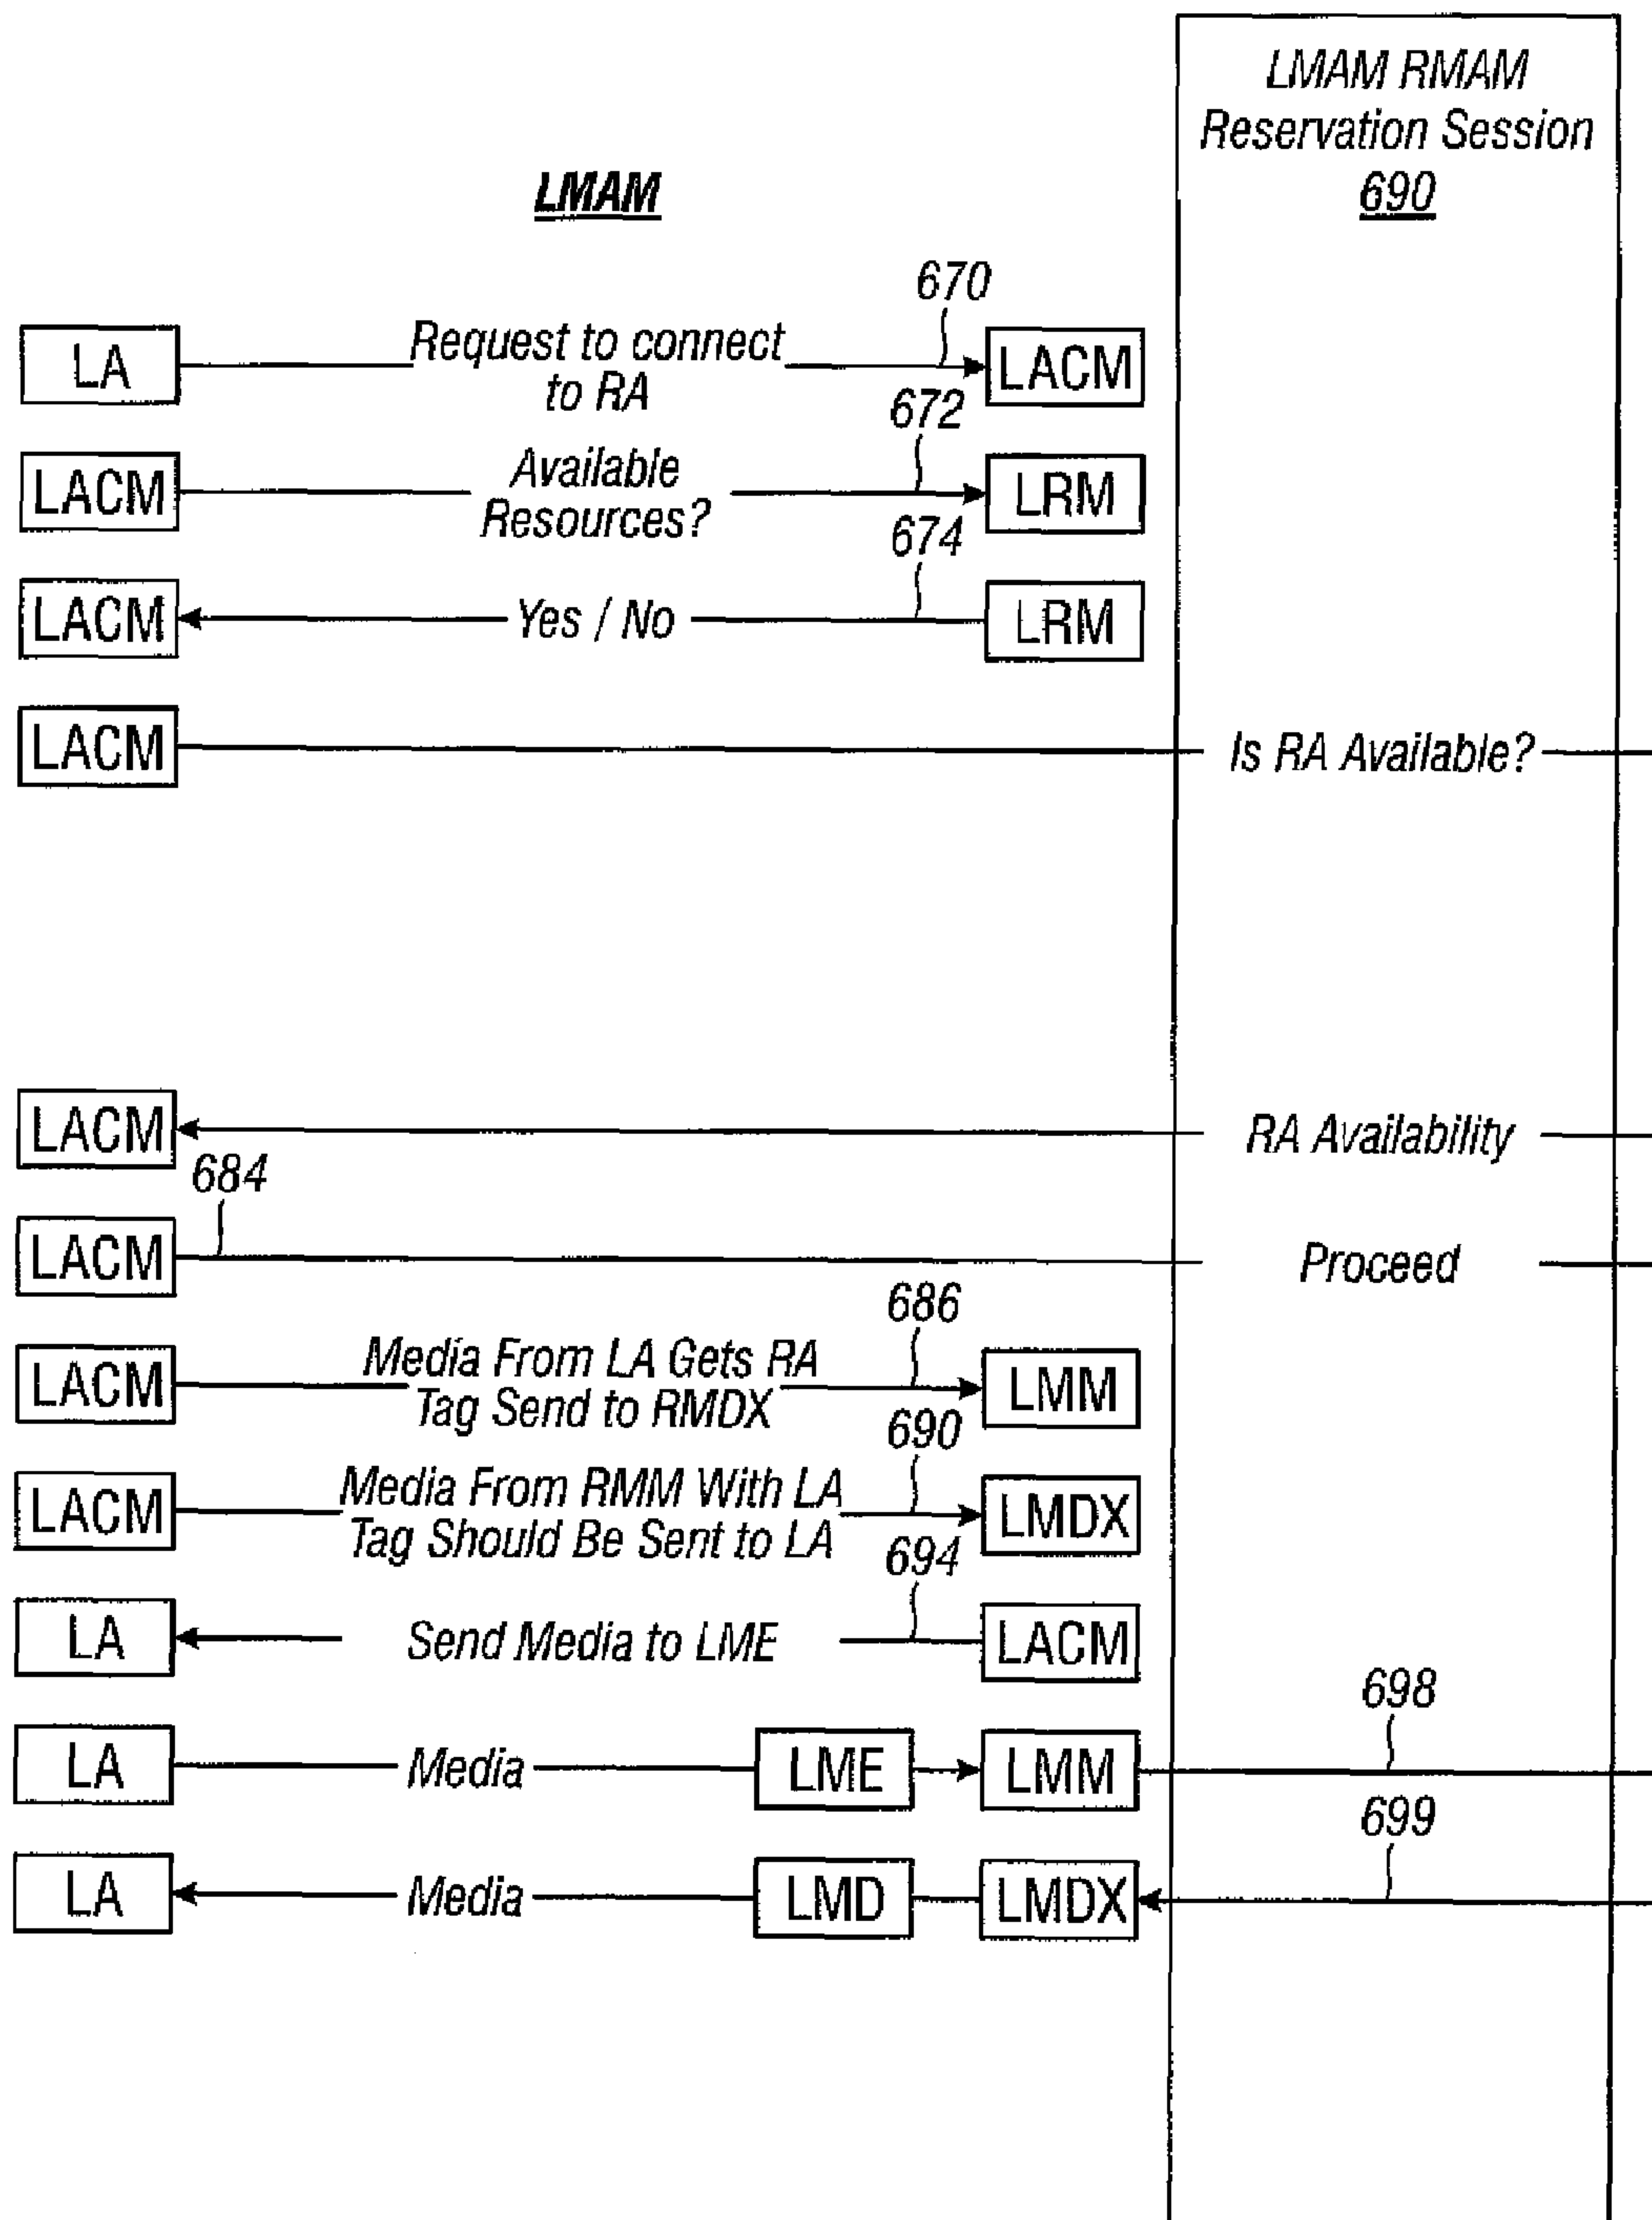 LMAM RMAM
Reservation Session
690
LMAM
670
LA
Request to connect
to RA
LACM
672
LACM
Available
Resources?
LRM
674
LACM
Yes / No
LRM
LACM
Is RA Available?
LACM
RA Availability
684
LACM
Proceed
686
LACM
Media From LA Gets RA
Tag Send to RMDX
LMM
690
LACM
Media From RMM With LA
Tag Should Be Sent to LA
LMDX
694
LA
Send Media to LME
LACM
698
LA
Media
LME
LMM
699
LA
Media
LMD
LMDX